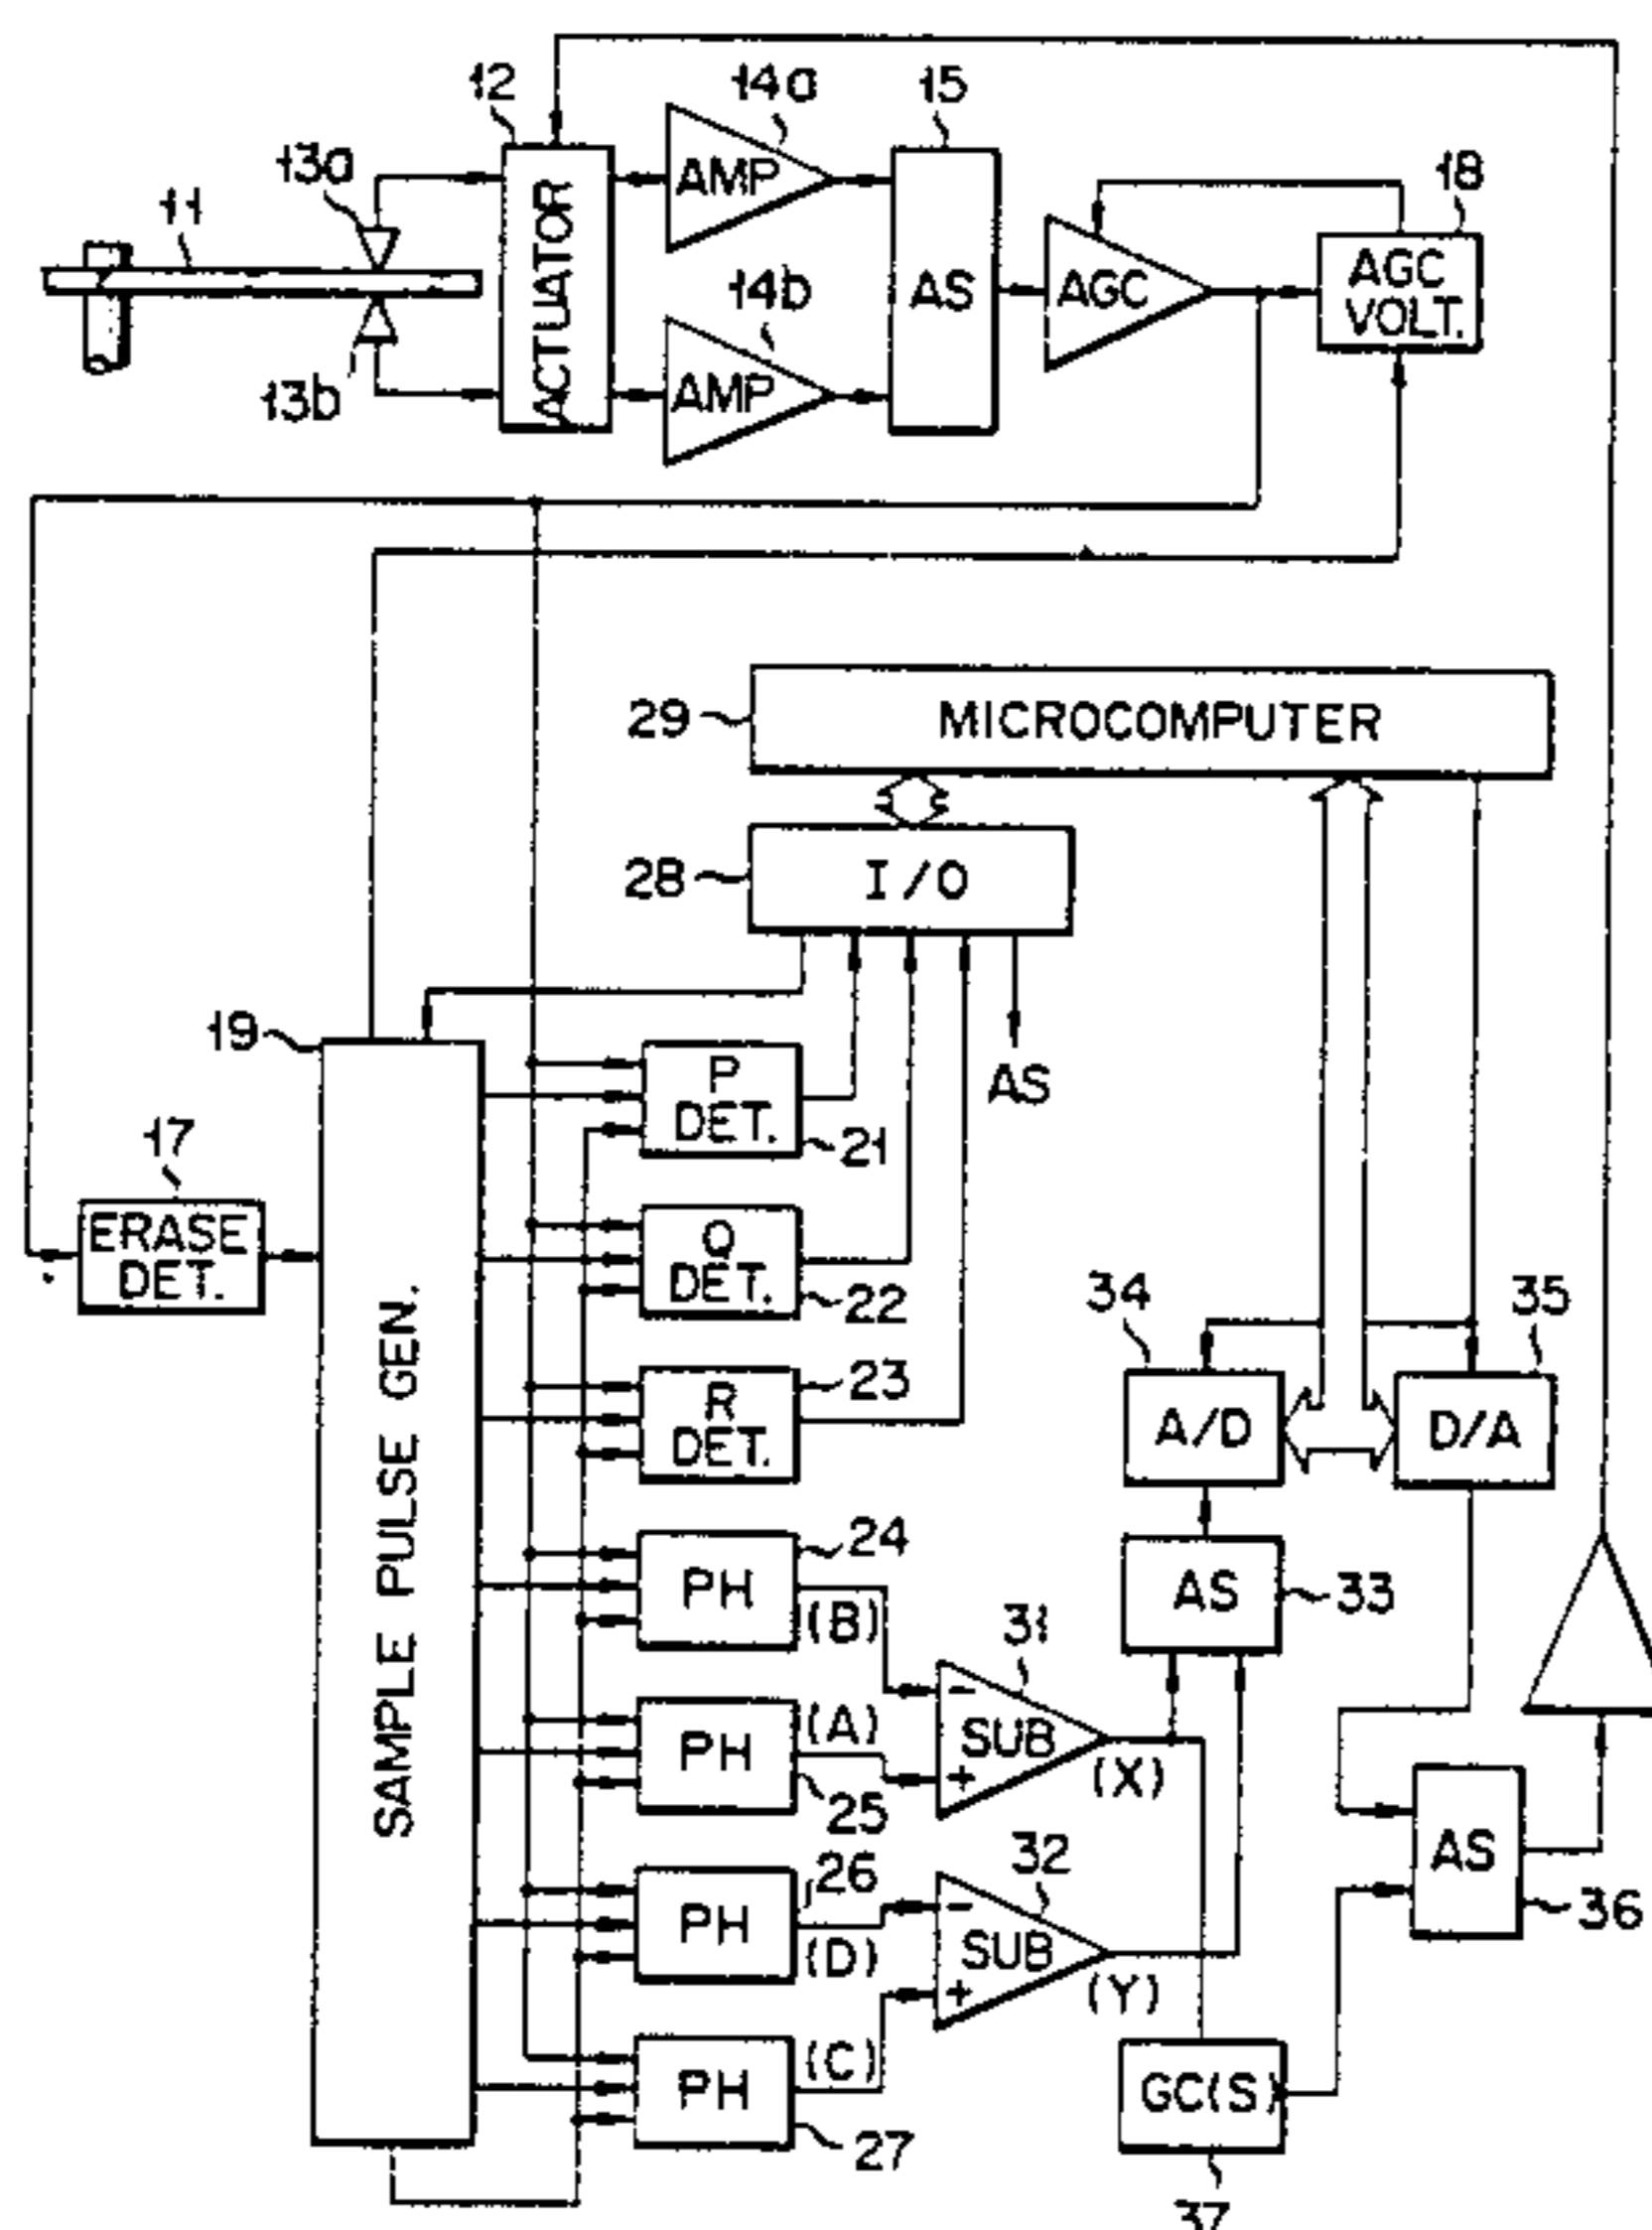 12
14a
15
13a
11
AMP
18
ACTUATOR
AS
AGC
AGC
VOLT.
14b
13b
AMP
29
MICROCOMPUTER
28
I/O
19
P
DET.
AS
21
17
ERASE
DET.
Q
DET.
22
34
35
SAMPLE PULSE GEN.
R
DET.
23
A/D
D/A
24
PH
(B)
AS
33
31
(A)
PH
25
-
SUB
+
(X)
26
PH
(D)
32
-
SUB
+
(Y)
AS
36
(C)
PH
27
GC(S)
37